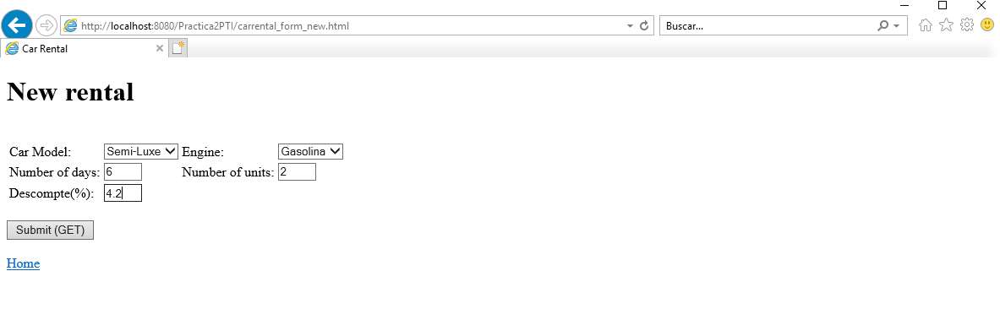 http://localhost:8080/Practica2PTI/carrental_form_new.html
Buscar...
Car Rental
New rental
Car Model: Semi-Luxe Engine: Gasolina
Number of days: 6 Number of units: 2
Descompte(%): 4.2
Submit (GET)
Home